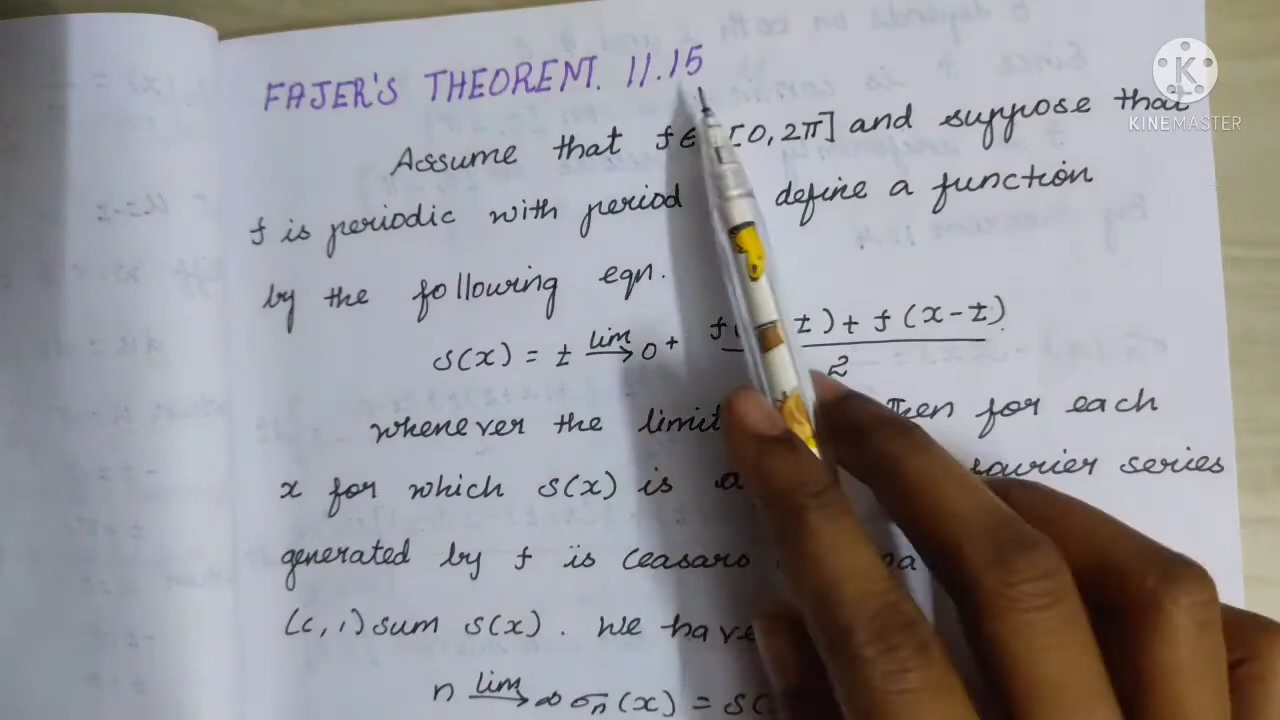 FAJER'S THEOREM. 11.15
Assume that f ∈ [0, 2π] and suppose that
f is periodic with period define a function
by the following eqn.
s(x) = t lim→ 0+ f( t) + f(x-t) / 2
whenever the limit then for each
x for which s(x) is series
generated by f is Ceasaro
(c, 1) sum s(x). We have
n lim→ ∞ σn(x) = s(
KINEMASTER